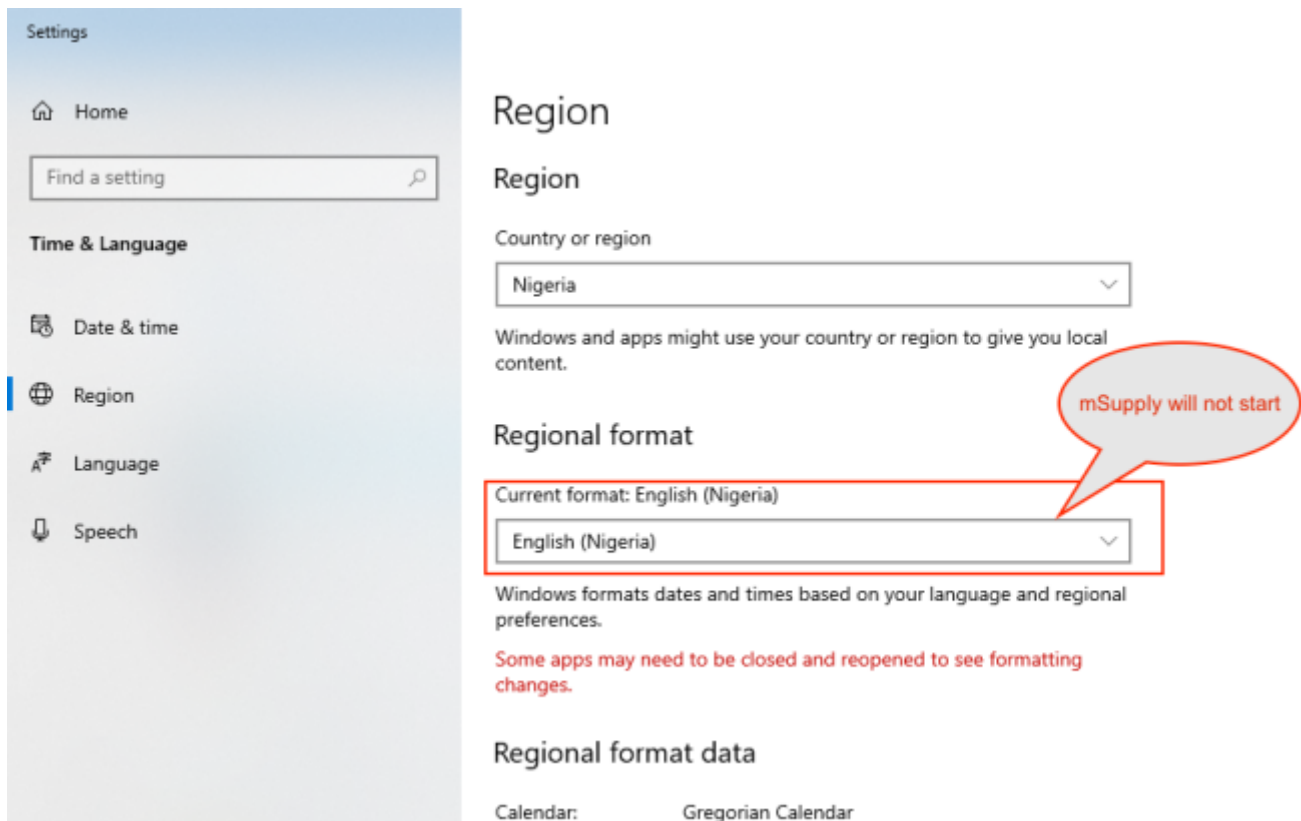 Settings
Home
Find a setting
Time & Language
Date & time
Region
Language
Speech
Region
Region
Country or region
Nigeria
Windows and apps might use your country or region to give you local
content.
mSupply will not start
Regional format
Current format: English (Nigeria)
English (Nigeria)
Windows formats dates and times based on your language and regional
preferences.
Some apps may need to be closed and reopened to see formatting
changes.
Regional format data
Calendar: Gregorian Calendar